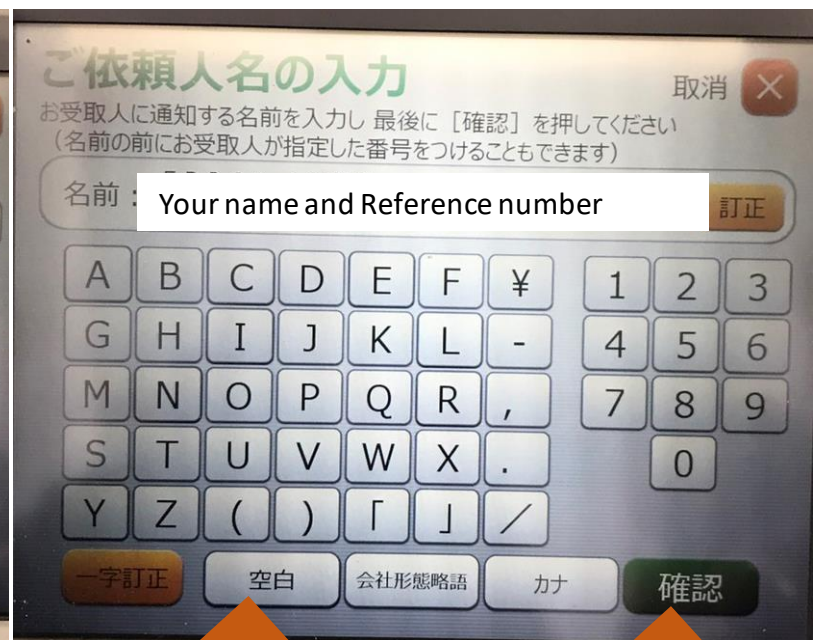 ご依頼人名の入力
取消 ×
お受取人に通知する名前を入力し 最後に [確認] を押してください
(名前の前にお受取人が指定した番号をつけることもできます)
名前: Your name and Reference number 訂正
A B C D E F ¥ 1 2 3
G H I J K L - 4 5 6
M N O P Q R , 7 8 9
S T U V W X . 0
Y Z ( ) 「 」 /
一字訂正 空白 会社形態略語 カナ 確認